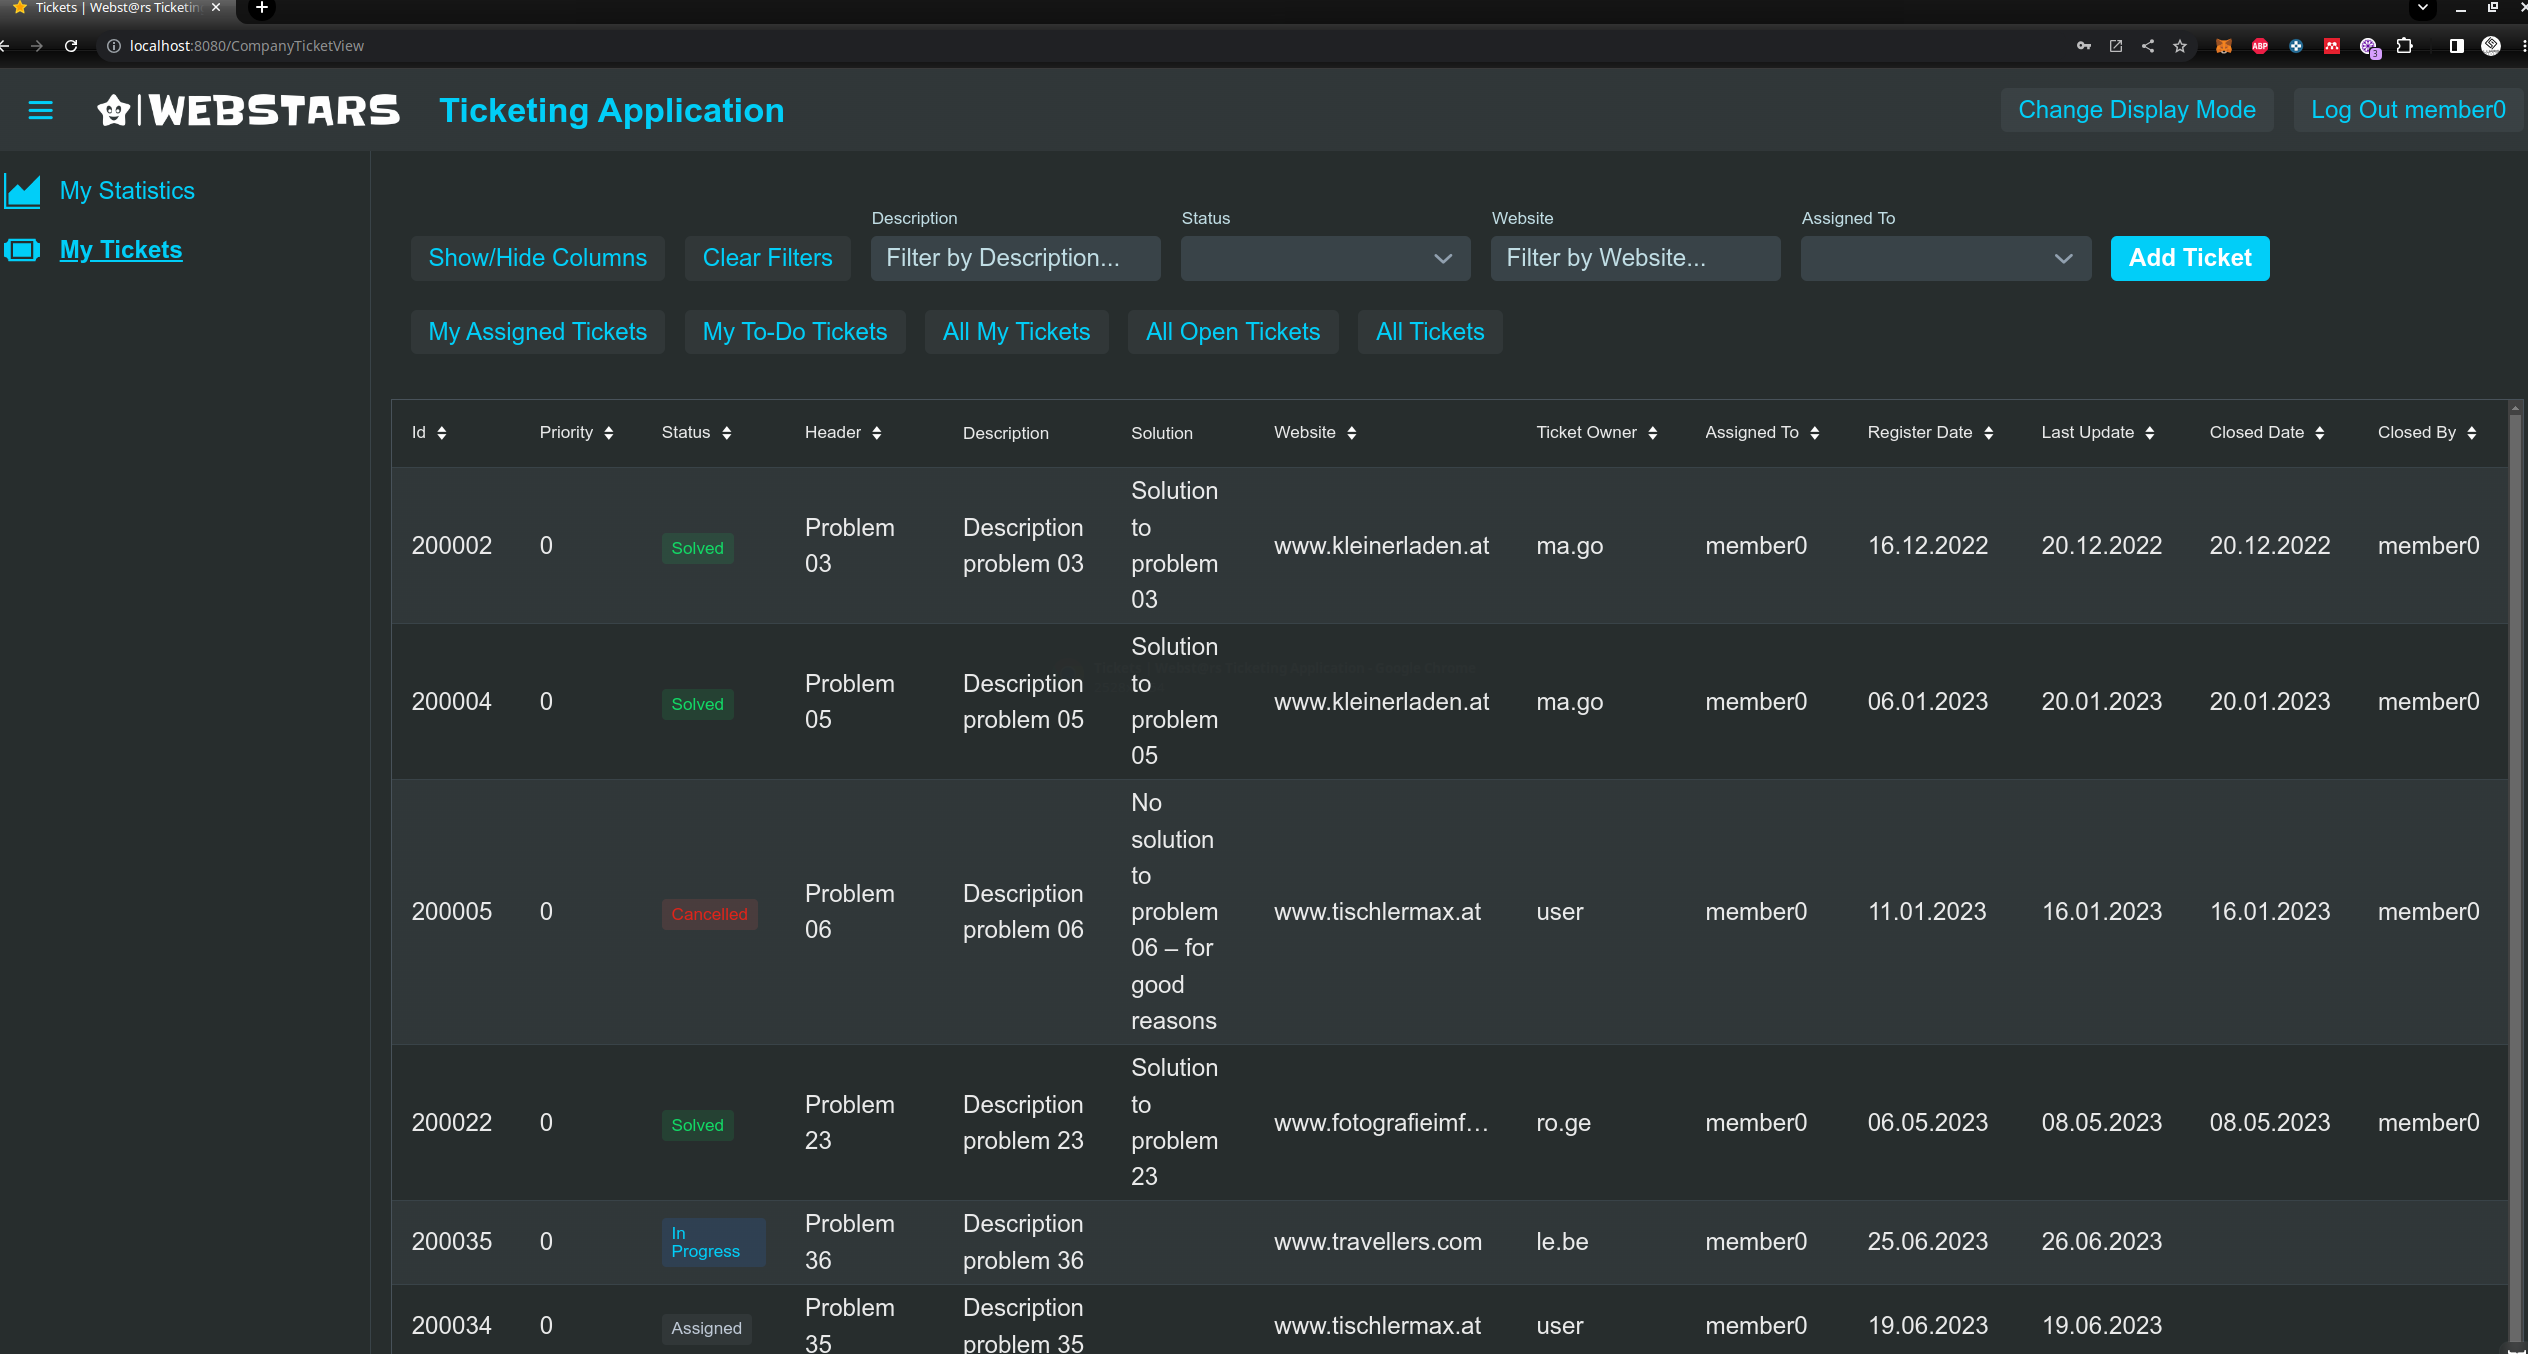 Tickets | Webst@rs Ticketin
localhost:8080/CompanyTicketView
ABP
3
WEBSTARS
Ticketing Application
Change Display Mode
Log Out member0
My Statistics
My Tickets
Description
Status
Website
Assigned To
Show/Hide Columns
Clear Filters
Filter by Description...
Filter by Website...
Add Ticket
My Assigned Tickets
My To-Do Tickets
All My Tickets
All Open Tickets
All Tickets
Id
Priority
Status
Header
Description
Solution
Website
Ticket Owner
Assigned To
Register Date
Last Update
Closed Date
Closed By
200002
0
Solved
Problem
03
Description
problem 03
Solution
to
problem
03
www.kleinerladen.at
ma.go
member0
16.12.2022
20.12.2022
20.12.2022
member0
200004
0
Solved
Problem
05
Description
problem 05
Solution
to
problem
05
www.kleinerladen.at
ma.go
member0
06.01.2023
20.01.2023
20.01.2023
member0
200005
0
Cancelled
Problem
06
Description
problem 06
No
solution
to
problem
06 – for
good
reasons
www.tischlermax.at
user
member0
11.01.2023
16.01.2023
16.01.2023
member0
200022
0
Solved
Problem
23
Description
problem 23
Solution
to
problem
23
www.fotografieimf…
ro.ge
member0
06.05.2023
08.05.2023
08.05.2023
member0
200035
0
In
Progress
Problem
36
Description
problem 36
www.travellers.com
le.be
member0
25.06.2023
26.06.2023
200034
0
Assigned
Problem
35
Description
problem 35
www.tischlermax.at
user
member0
19.06.2023
19.06.2023